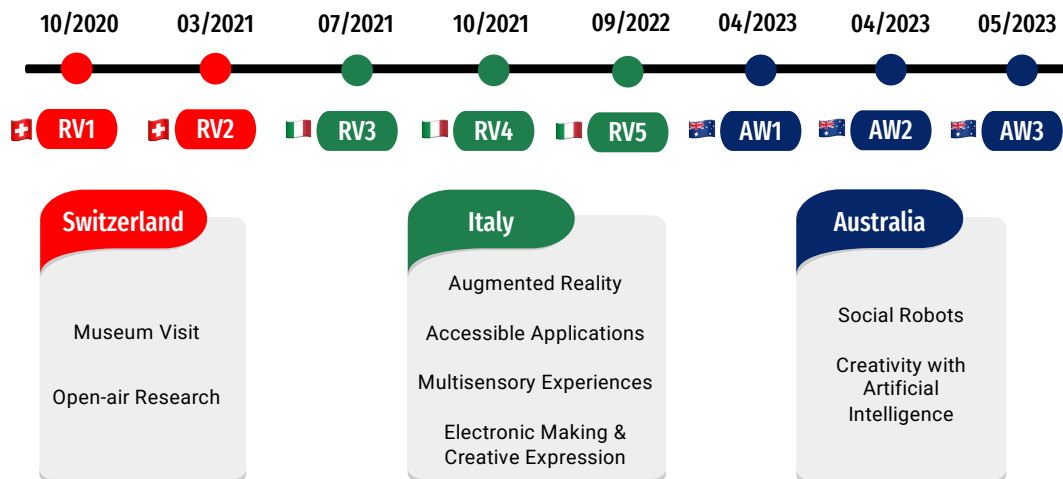 10/2020 03/2021 07/2021 10/2021 09/2022 04/2023 04/2023 05/2023
RV1 RV2 RV3 RV4 RV5 AW1 AW2 AW3
Switzerland
Museum Visit
Open-air Research
Italy
Augmented Reality
Accessible Applications
Multisensory Experiences
Electronic Making &
Creative Expression
Australia
Social Robots
Creativity with
Artificial
Intelligence